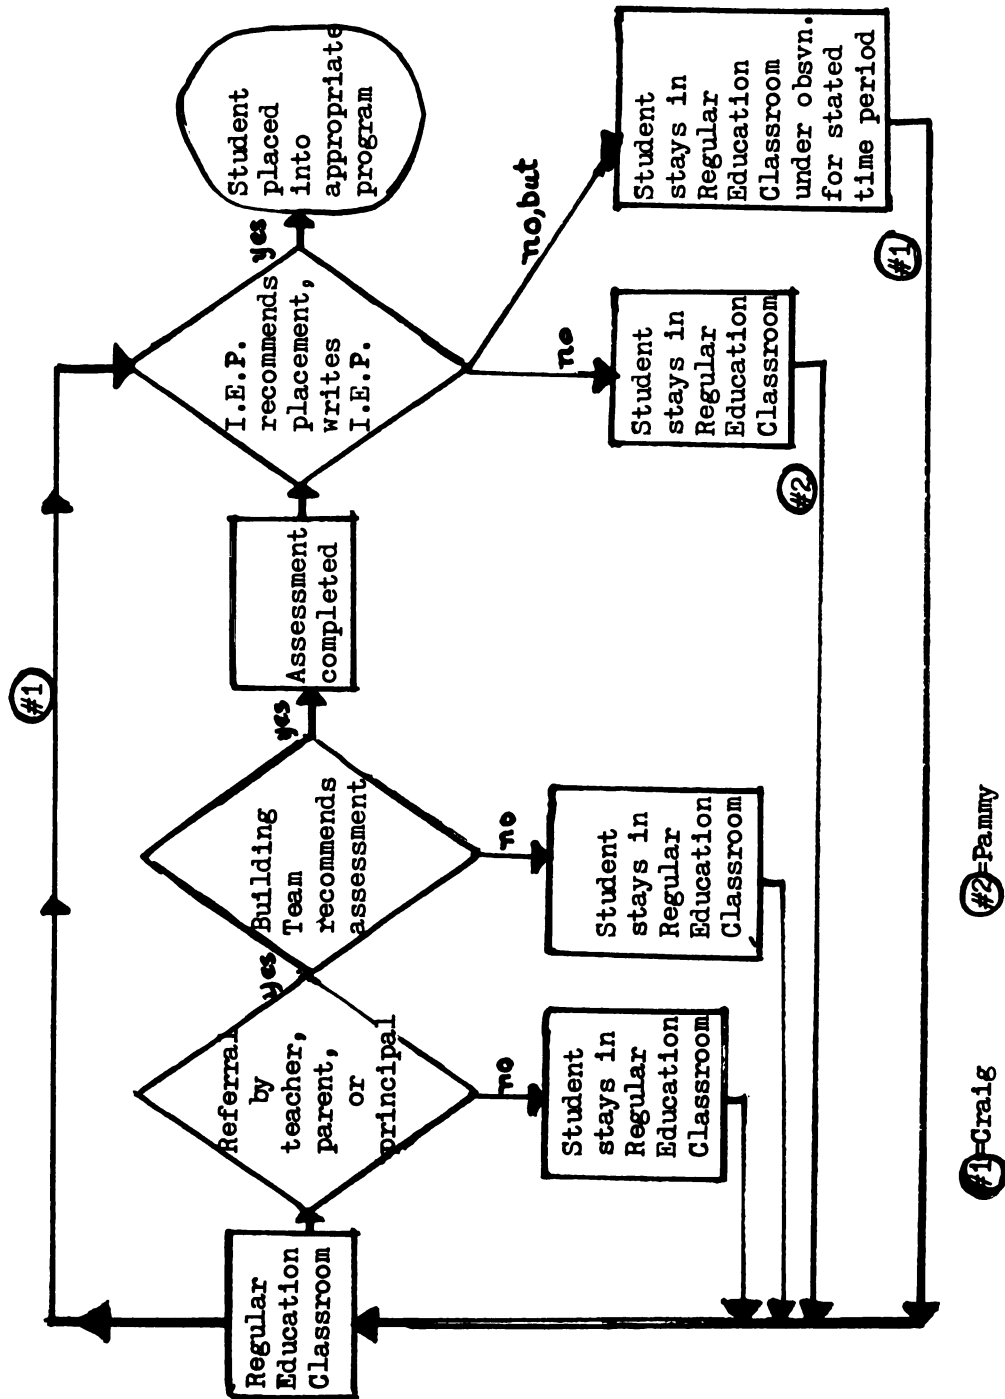 Regular
Education
Classroom
Referral
by
teacher,
parent,
or
principal
yes
no
Student
stays in
Regular
Education
Classroom
Building
Team
recommends
assessment
yes
no
Student
stays in
Regular
Education
Classroom
Assessment
completed
I.E.P.
recommends
placement,
writes
I.E.P.
yes
no
no, but
Student
placed
into
appropriate
program
Student
stays in
Regular
Education
Classroom
Student
stays in
Regular
Education
Classroom
under obsvn.
for stated
time period
#1
#2
#1
#1=Craig
#2=Pammy